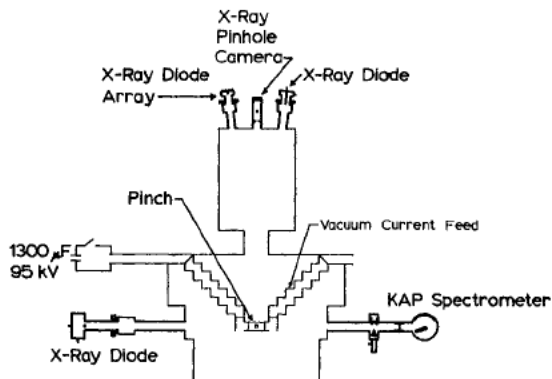 X-Ray
Pinhole
Camera
X-Ray Diode
Array
X-Ray Diode
Pinch
Vacuum Current Feed
1300 μF
95 kV
KAP Spectrometer
X-Ray Diode